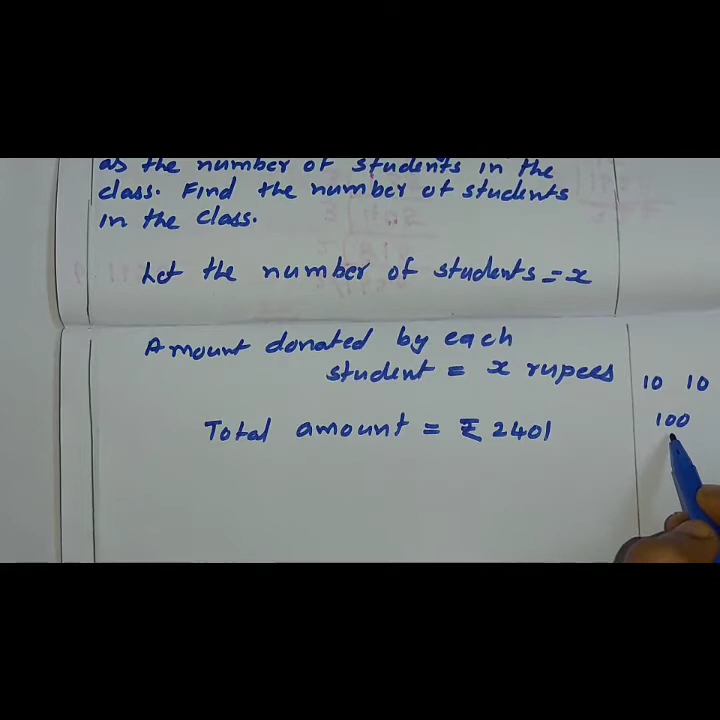 as the number of students in the
class. Find the number of students
in the class.
Let the number of students = x
Amount donated by each
student = x rupees
10 10
Total amount = ₹ 2401
100